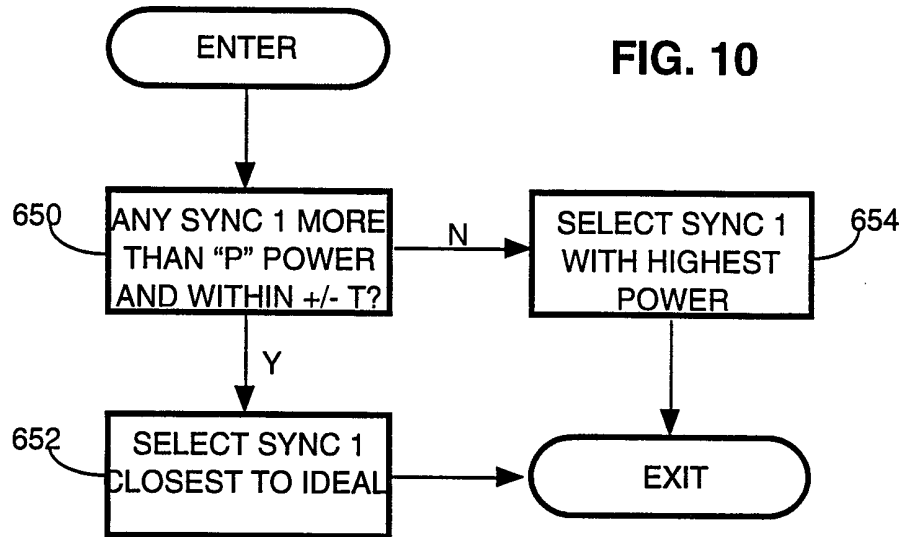 ENTER
FIG. 10
650
ANY SYNC 1 MORE
THAN “P” POWER
AND WITHIN +/- T?
N
SELECT SYNC 1
WITH HIGHEST
POWER
654
Y
652
SELECT SYNC 1
CLOSEST TO IDEAL
EXIT